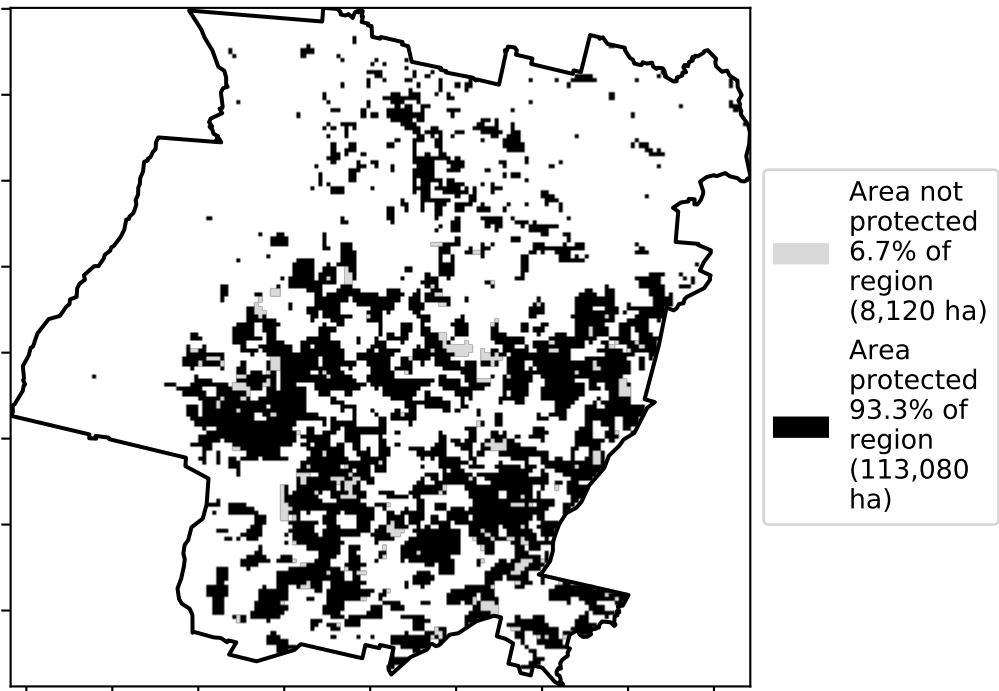 Area not
protected
6.7% of
region
(8,120 ha)
Area
protected
93.3% of
region
(113,080
ha)